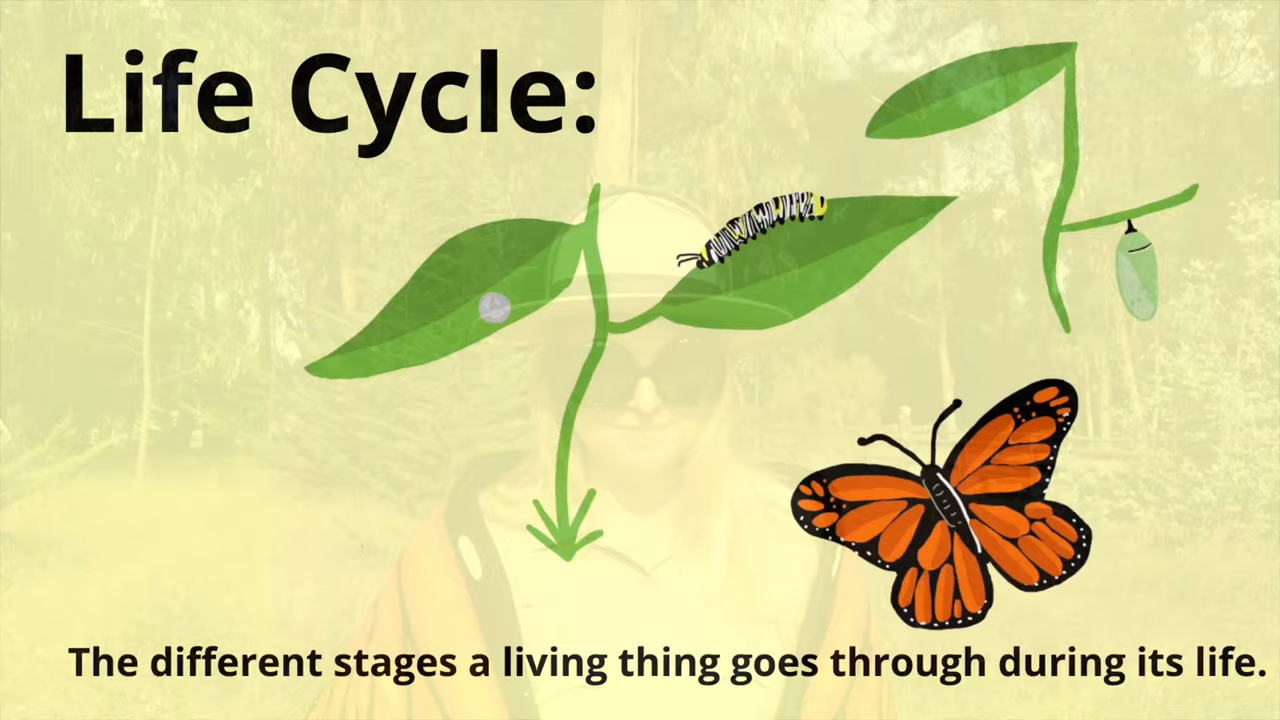 Life Cycle:
The different stages a living thing goes through during its life.